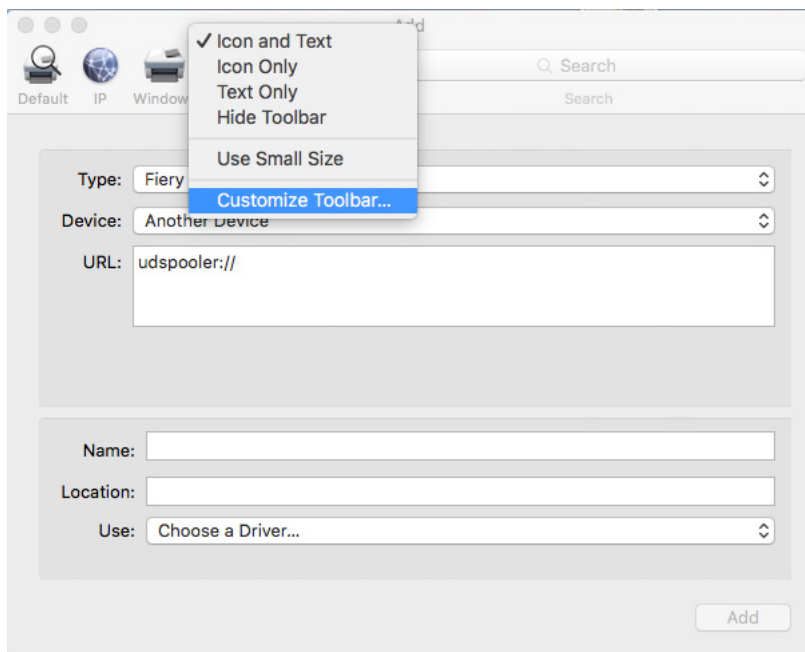 Add
✓ Icon and Text
Icon Only
Text Only
Hide Toolbar
Use Small Size
Customize Toolbar...
Default IP Window
Search
Search
Type: Fiery
Device: Another Device
URL: udspooler://
Name:
Location:
Use: Choose a Driver...
Add